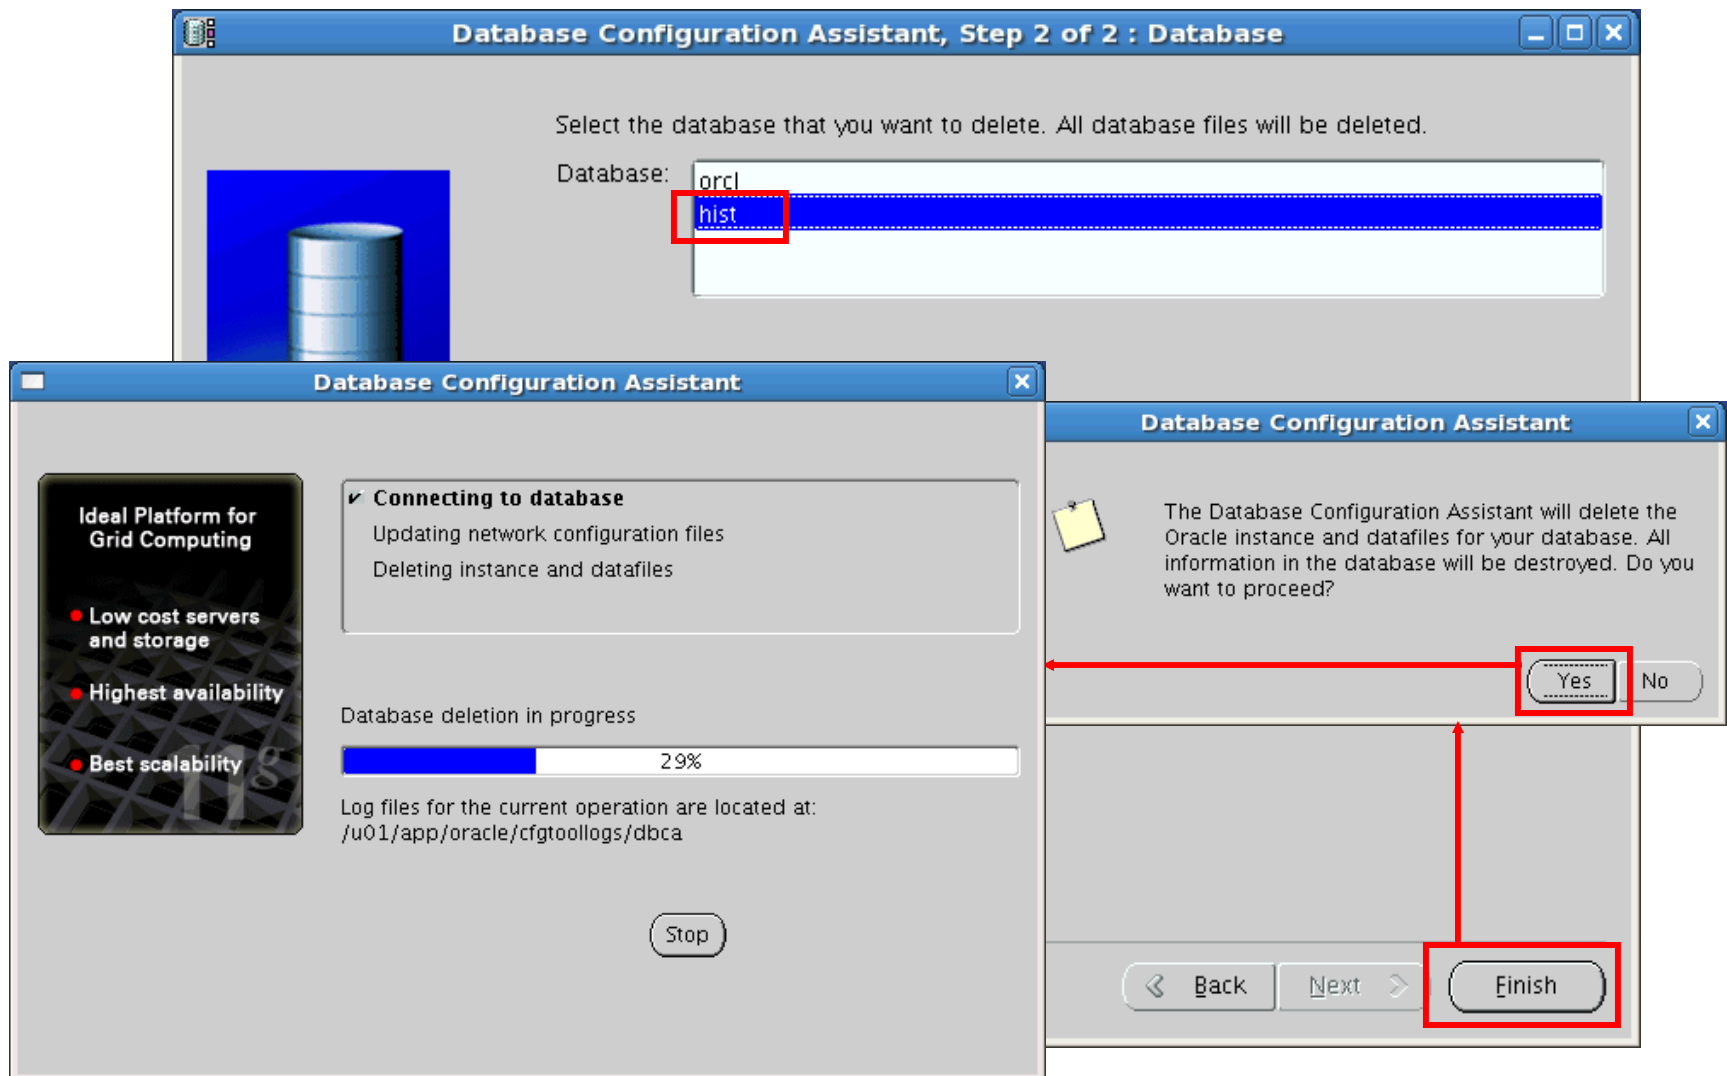 Database Configuration Assistant, Step 2 of 2 : Database
Select the database that you want to delete. All database files will be deleted.
Database:
orcl
hist
Database Configuration Assistant
Ideal Platform for
Grid Computing
Low cost servers
and storage
Highest availability
Best scalability
11g
Connecting to database
Updating network configuration files
Deleting instance and datafiles
Database deletion in progress
29%
Log files for the current operation are located at:
/u01/app/oracle/cfgtoollogs/dbca
Stop
Database Configuration Assistant
The Database Configuration Assistant will delete the
Oracle instance and datafiles for your database. All
information in the database will be destroyed. Do you
want to proceed?
Yes
No
Back
Next
Finish